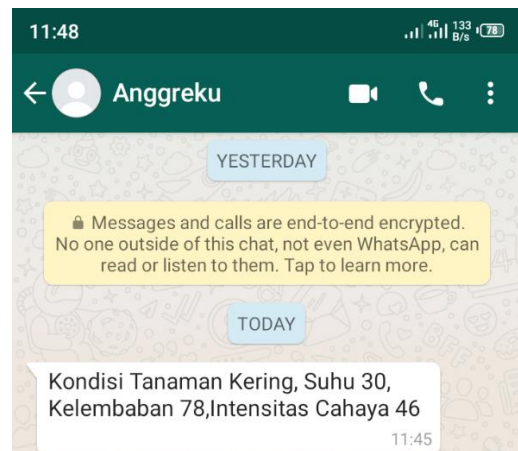 11:48
4G 133 B/s 78
Anggreku
YESTERDAY
Messages and calls are end-to-end encrypted.
No one outside of this chat, not even WhatsApp, can
read or listen to them. Tap to learn more.
TODAY
Kondisi Tanaman Kering, Suhu 30,
Kelembaban 78,Intensitas Cahaya 46
11:45